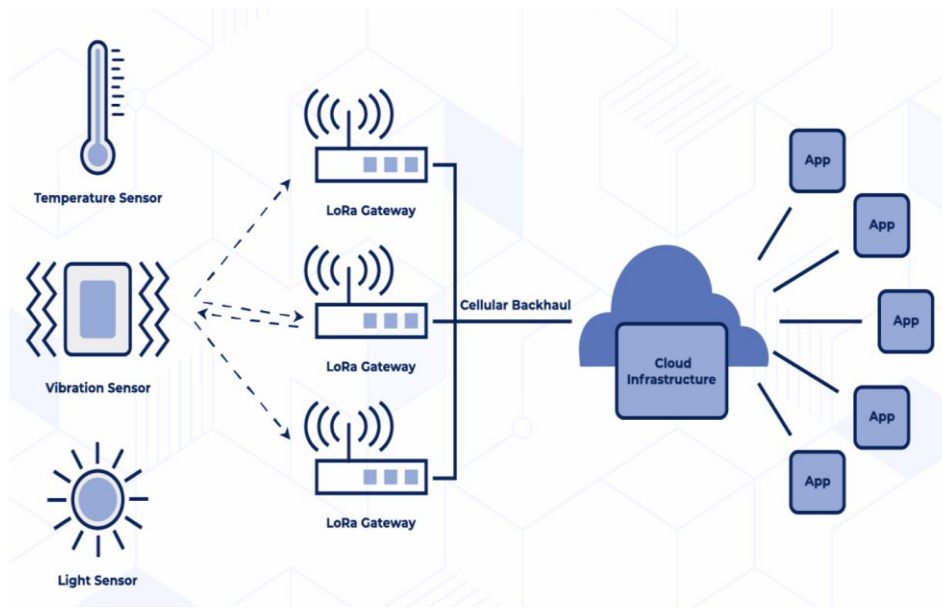 Temperature Sensor
Vibration Sensor
Light Sensor
LoRa Gateway
LoRa Gateway
LoRa Gateway
Cellular Backhaul
Cloud
Infrastructure
App
App
App
App
App